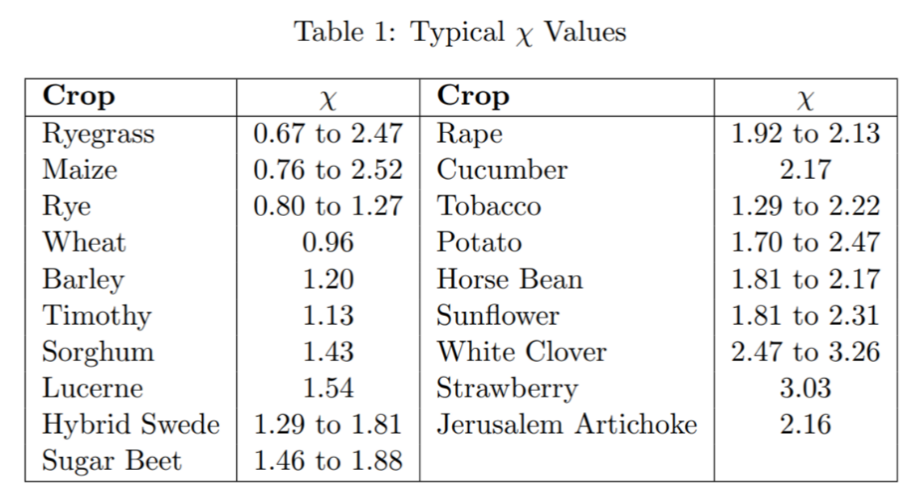 Table 1: Typical χ Values
Crop χ Crop χ
Ryegrass 0.67 to 2.47 Rape 1.92 to 2.13
Maize 0.76 to 2.52 Cucumber 2.17
Rye 0.80 to 1.27 Tobacco 1.29 to 2.22
Wheat 0.96 Potato 1.70 to 2.47
Barley 1.20 Horse Bean 1.81 to 2.17
Timothy 1.13 Sunflower 1.81 to 2.31
Sorghum 1.43 White Clover 2.47 to 3.26
Lucerne 1.54 Strawberry 3.03
Hybrid Swede 1.29 to 1.81 Jerusalem Artichoke 2.16
Sugar Beet 1.46 to 1.88